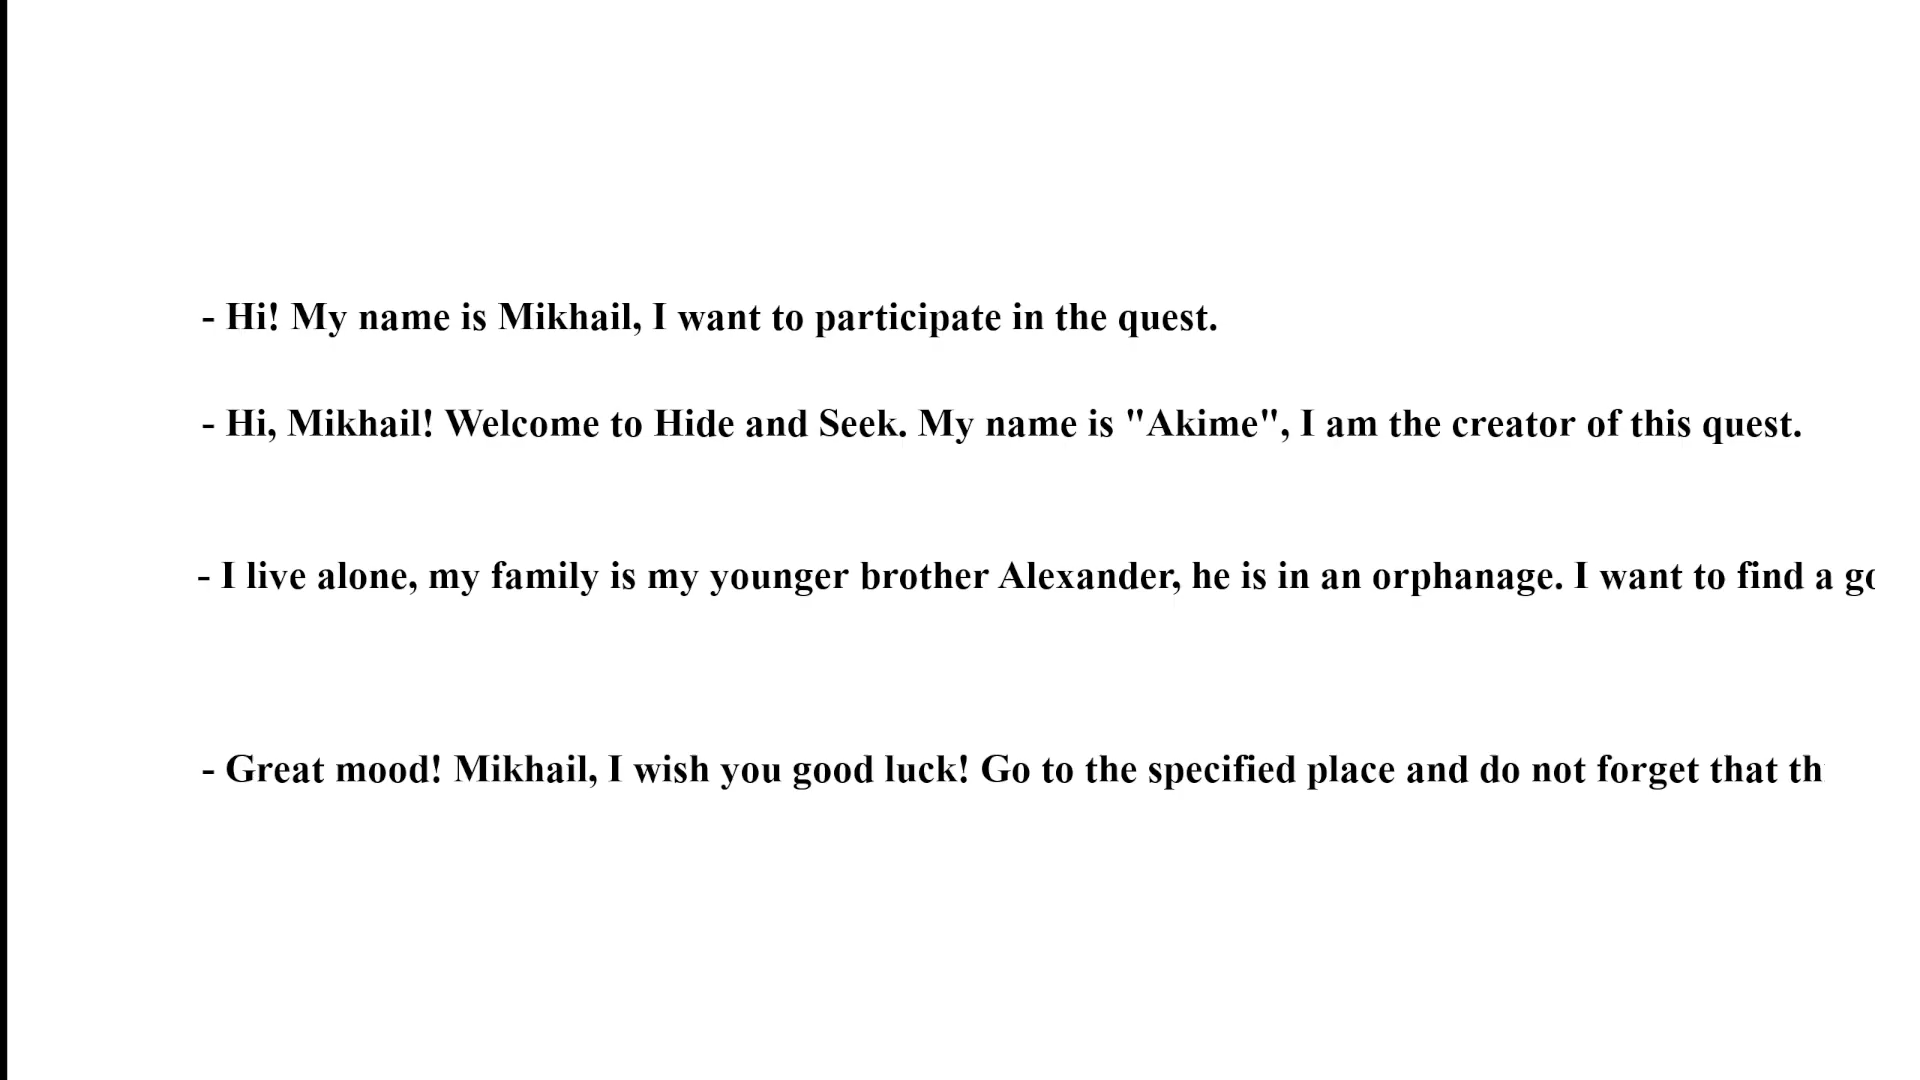 - Hi! My name is Mikhail, I want to participate in the quest.
- Hi, Mikhail! Welcome to Hide and Seek. My name is "Akime", I am the creator of this quest.
- I live alone, my family is my younger brother Alexander, he is in an orphanage. I want to find a
- Great mood! Mikhail, I wish you good luck! Go to the specified place and do not forget that